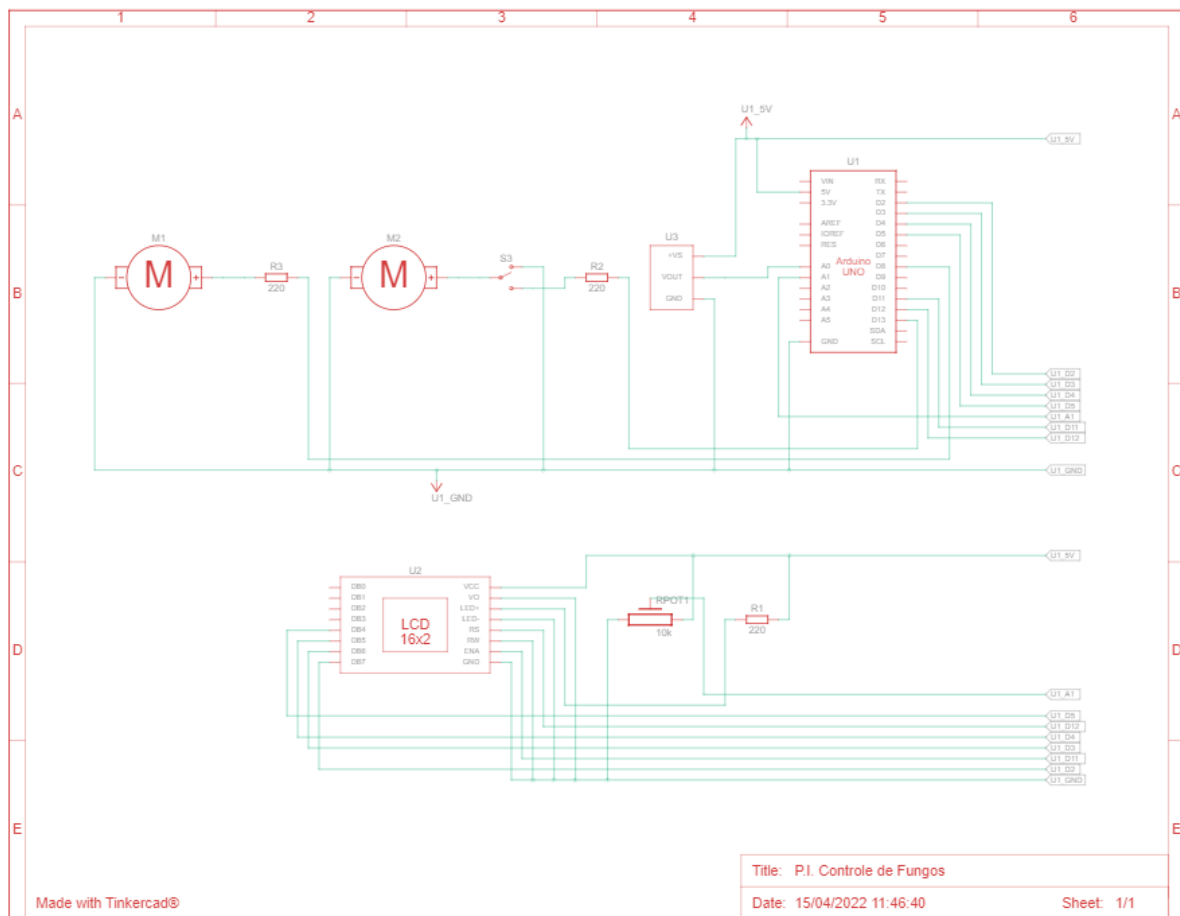 1 2 3 4 5 6
A A
U1_5V
U1_5V
U1
VIN RX
5V TX
3.3V D2
D3
AREF D4
IOREF D5
RES D6
D7
A0 D8
A1 D9
A2 D10
A3 D11
A4 D12
A5 D13
SDA
GND SCL
Arduino
UNO
M1
M
-
+
R3
220
M2
M
-
+
S3
R2
220
U3
+VS
VOUT
GND
B B
U1_D2
U1_D3
U1_D4
U1_D5
U1_A1
U1_D11
U1_D12
C C
U1_GND
U1_GND
U1_5V
U2
DB0 VCC
DB1 VO
DB2 LED+
DB3 LED-
DB4 RS
DB5 RW
DB6 ENA
DB7 GND
LCD
16x2
RPOT1
10k
R1
220
D D
U1_A1
U1_D5
U1_D12
U1_D4
U1_D3
U1_D11
U1_D2
U1_GND
E E
Title: P.I. Controle de Fungos
Made with Tinkercad®
Date: 15/04/2022 11:46:40 Sheet: 1/1